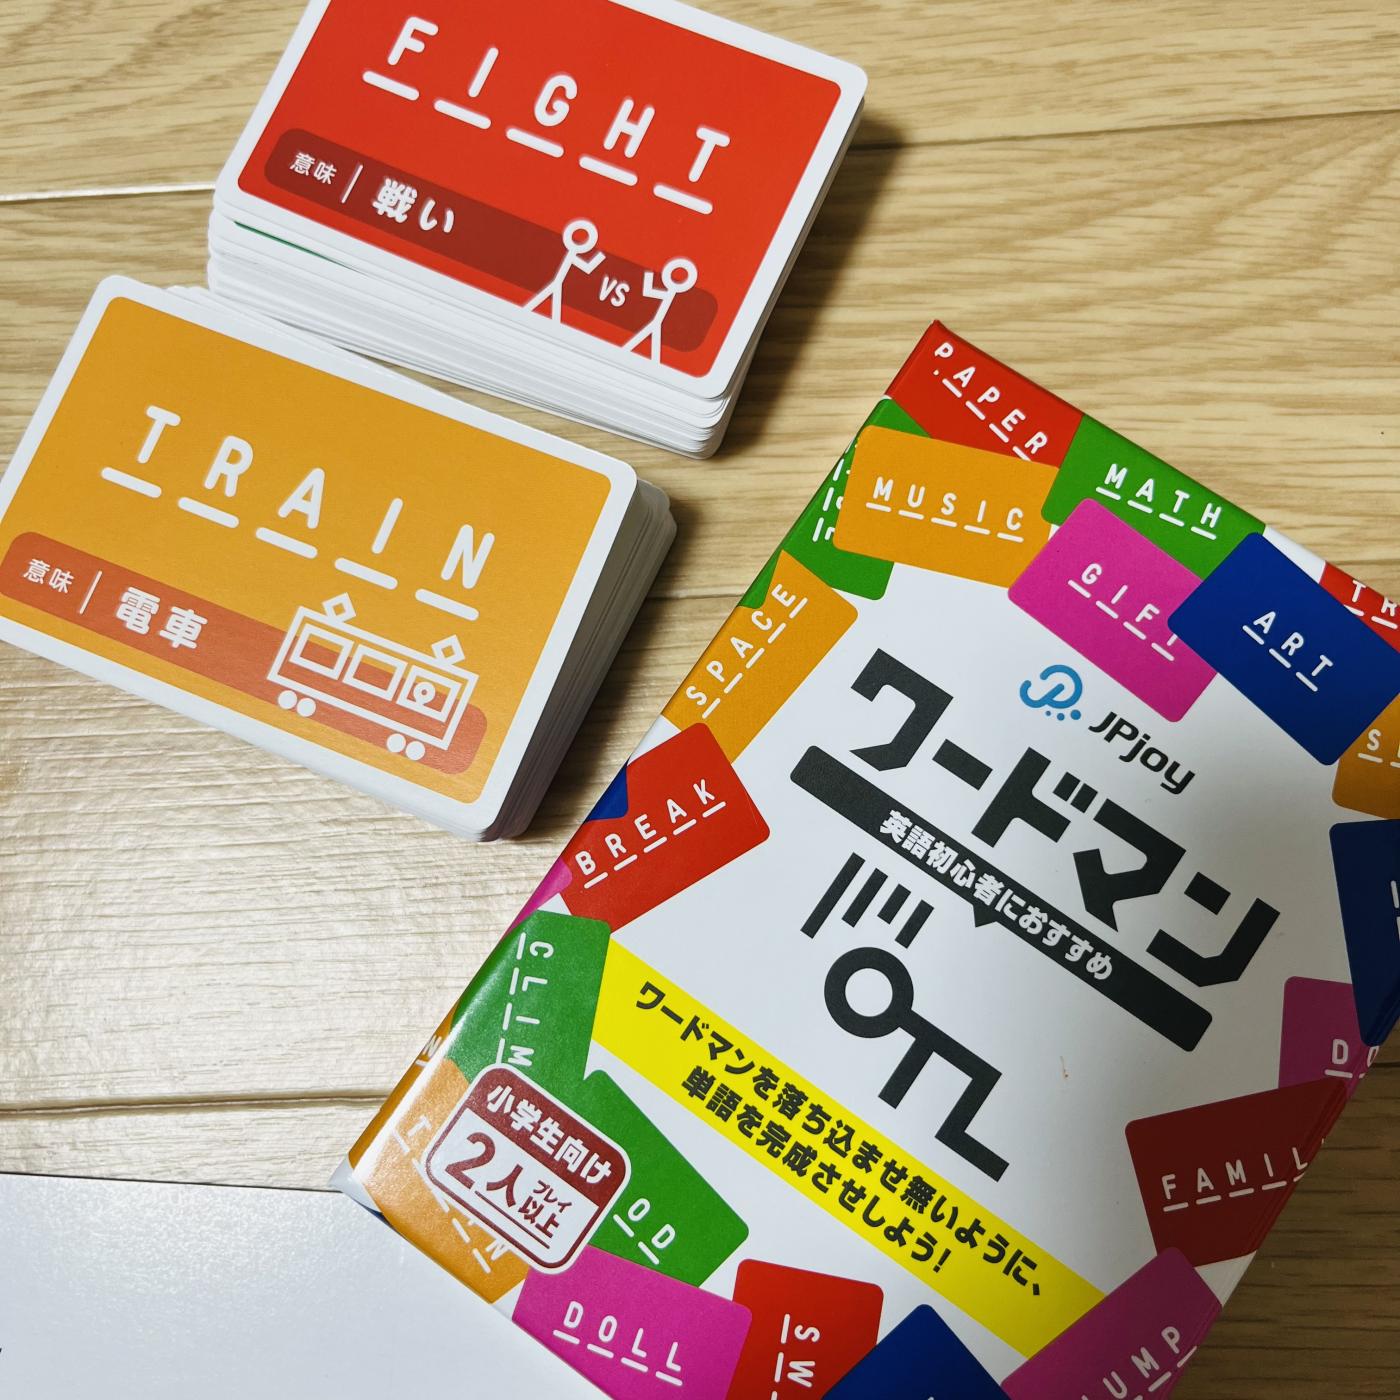 FIGHT
意味 | 戦い
VS
TRAIN
意味 | 電車
PAPER
MATH
MUSIC
GIFT
ART
SPACE
BREAK
JPjoy
ワードマン
英語初心者におすすめ
ワードマンを落ち込ませ無いように、
単語を完成させしよう!
小学生向け
2人プレイ以上
DOLL